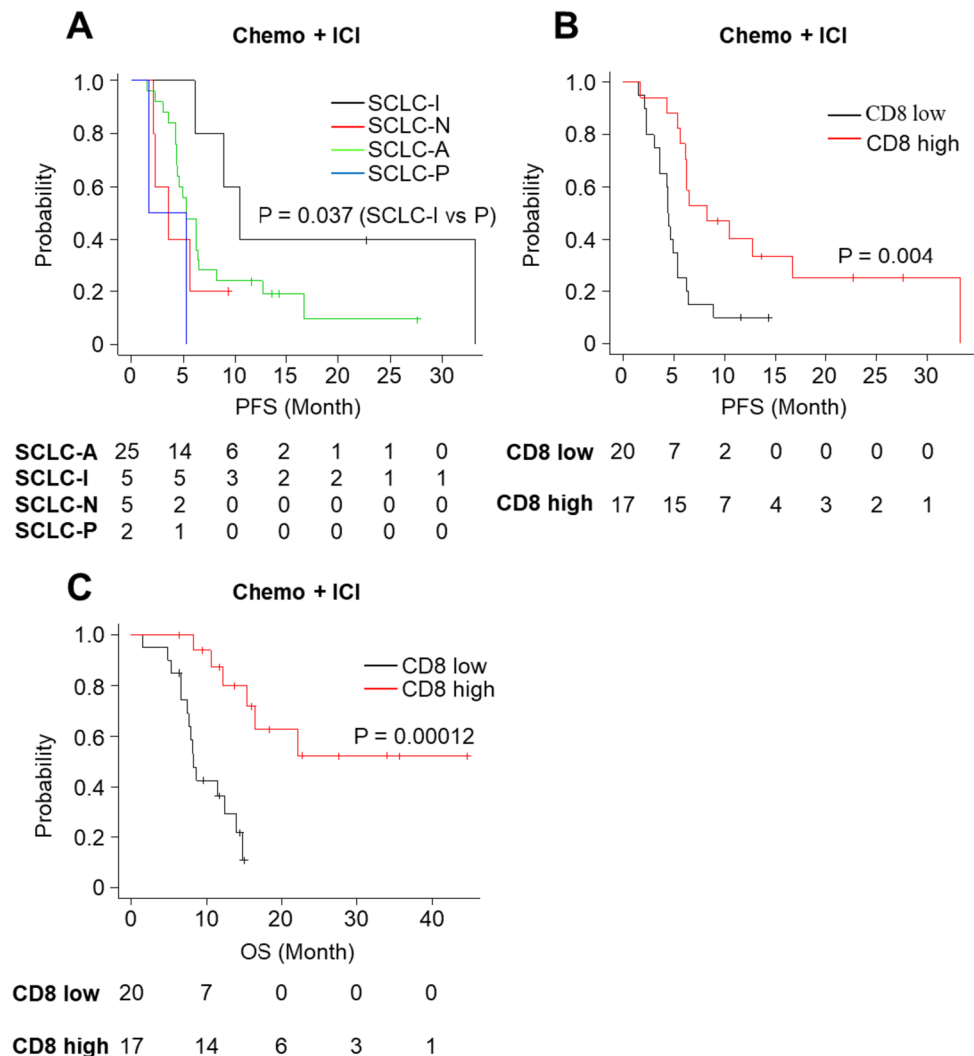 A
Chemo + ICI
1.0
0.8
0.6
0.4
0.2
0
Probability
SCLC-I
SCLC-N
SCLC-A
SCLC-P
P = 0.037 (SCLC-I vs P)
0 5 10 15 20 25 30
PFS (Month)
SCLC-A 25 14 6 2 1 1 0
SCLC-I 5 5 3 2 2 1 1
SCLC-N 5 2 0 0 0 0 0
SCLC-P 2 1 0 0 0 0 0
B
Chemo + ICI
1.0
0.8
0.6
0.4
0.2
0
Probability
CD8 low
CD8 high
P = 0.004
0 5 10 15 20 25 30
PFS (Month)
CD8 low 20 7 2 0 0 0 0
CD8 high 17 15 7 4 3 2 1
C
Chemo + ICI
1.0
0.8
0.6
0.4
0.2
0
Probability
CD8 low
CD8 high
P = 0.00012
0 10 20 30 40
OS (Month)
CD8 low 20 7 0 0 0
CD8 high 17 14 6 3 1